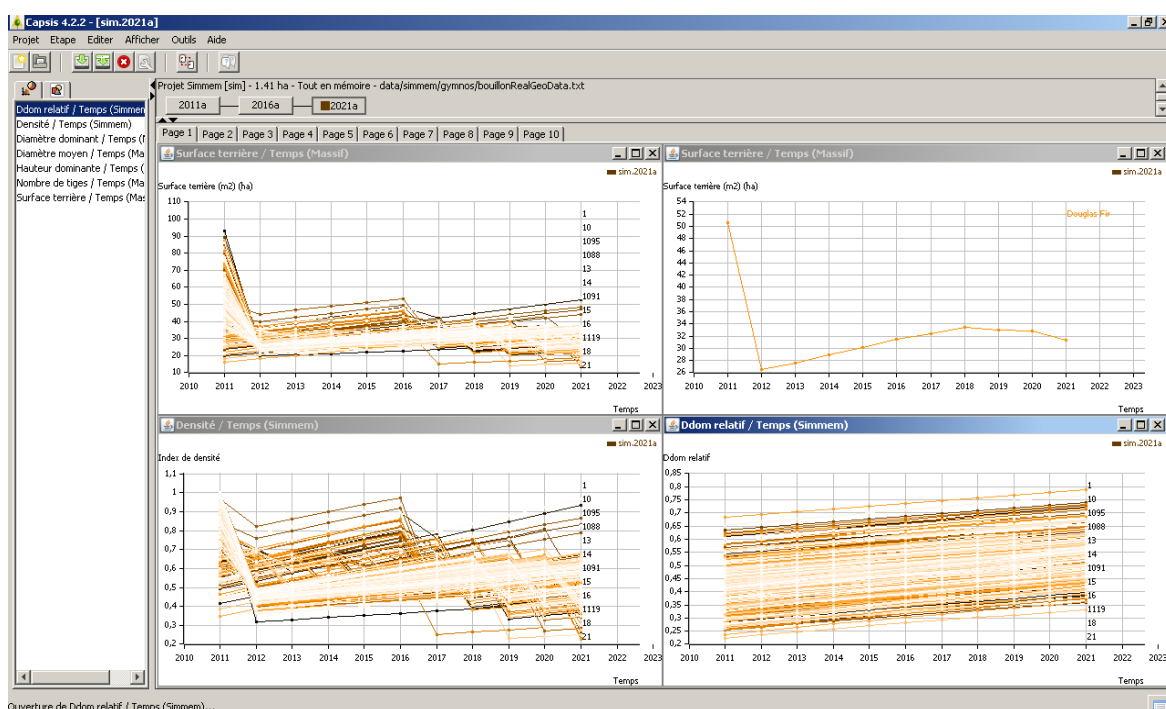 Capsis 4.2.2 - [sim.2021a]
Projet Etape Editer Afficher Outils Aide
Projet Simmem [sim] - 1.41 ha - Tout en mémoire - data/simmem/gymnos/bouillonRealGeoData.txt
2011a 2016a 2021a
Ddom relatif / Temps (Simmem
Densité / Temps (Simmem)
Diamètre dominant / Temps (
Diamètre moyen / Temps (Ma
Hauteur dominante / Temps (
Nombre de tiges / Temps (Ma
Surface terrière / Temps (Mas
Page 1 Page 2 Page 3 Page 4 Page 5 Page 6 Page 7 Page 8 Page 9 Page 10
Surface terrière / Temps (Massif)
sim.2021a
Surface terrière (m2) (ha)
110
100
90
80
70
60
50
40
30
20
10
1
10
1095
1088
13
14
1091
15
16
1119
18
21
2010 2011 2012 2013 2014 2015 2016 2017 2018 2019 2020 2021 2022 2023
Temps
Surface terrière / Temps (Massif)
sim.2021a
Surface terrière (m2) (ha)
54
52
50
48
46
44
42
40
38
36
34
32
30
28
26
Douglas Fir
2010 2011 2012 2013 2014 2015 2016 2017 2018 2019 2020 2021 2022 2023
Temps
Densité / Temps (Simmem)
sim.2021a
Index de densité
1,1
1
0,9
0,8
0,7
0,6
0,5
0,4
0,3
0,2
1
10
1095
1088
13
14
1091
15
16
1119
18
21
2010 2011 2012 2013 2014 2015 2016 2017 2018 2019 2020 2021 2022 2023
Temps
Ddom relatif / Temps (Simmem)
sim.2021a
Ddom relatif
0,85
0,8
0,75
0,7
0,65
0,6
0,55
0,5
0,45
0,4
0,35
0,3
0,25
0,2
1
10
1095
1088
13
14
1091
15
16
1119
18
21
2010 2011 2012 2013 2014 2015 2016 2017 2018 2019 2020 2021 2022 2023
Temps
Ouverture de Ddom relatif / Temps (Simmem)...